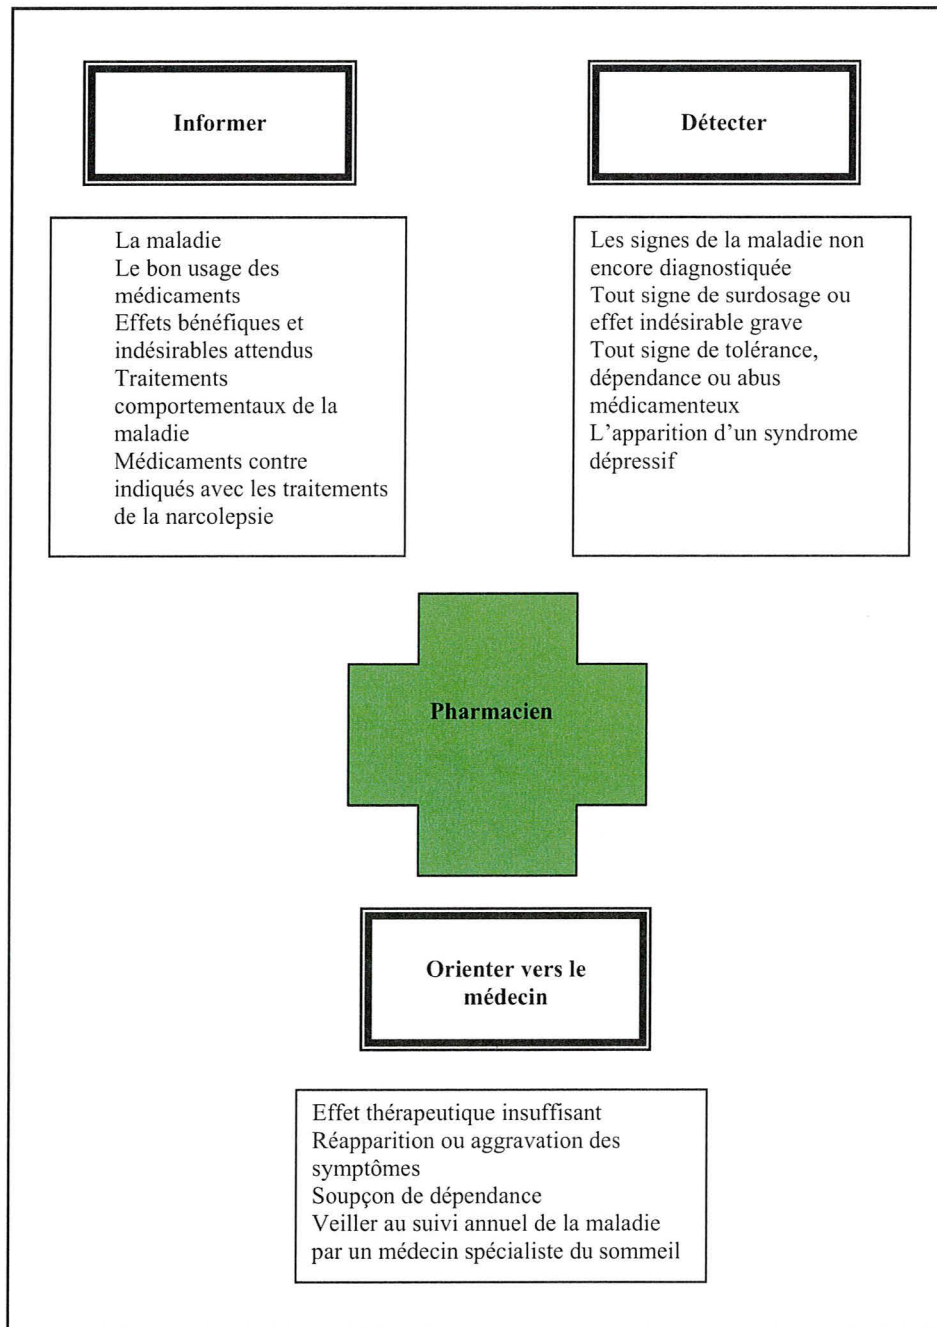 Informer
La maladie
Le bon usage des
médicaments
Effets bénéfiques et
indésirables attendus
Traitements
comportementaux de la
maladie
Médicaments contre
indiqués avec les traitements
de la narcolepsie
Détecter
Les signes de la maladie non
encore diagnostiquée
Tout signe de surdosage ou
effet indésirable grave
Tout signe de tolérance,
dépendance ou abus
médicamenteux
L’apparition d’un syndrome
dépressif
Pharmacien
Orienter vers le
médecin
Effet thérapeutique insuffisant
Réapparition ou aggravation des
symptômes
Soupçon de dépendance
Veiller au suivi annuel de la maladie
par un médecin spécialiste du sommeil